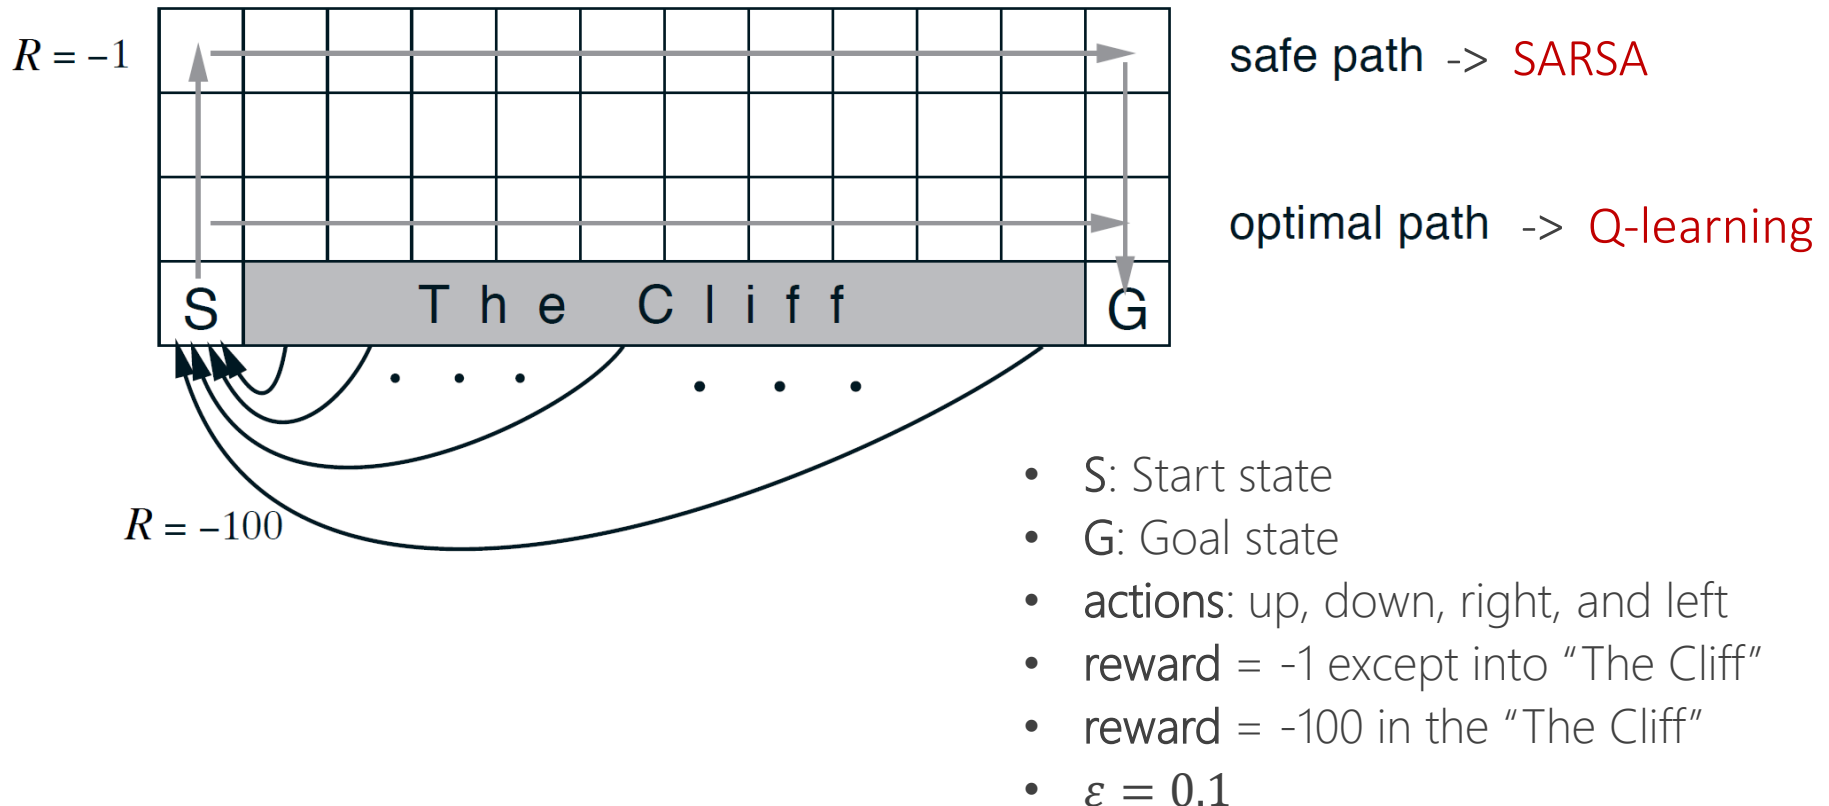 R = −1
safe path -> SARSA
optimal path -> Q-learning
S The Cliff G
R = −100
• S: Start state
• G: Goal state
• actions: up, down, right, and left
• reward = -1 except into “The Cliff”
• reward = -100 in the “The Cliff”
• ε = 0.1